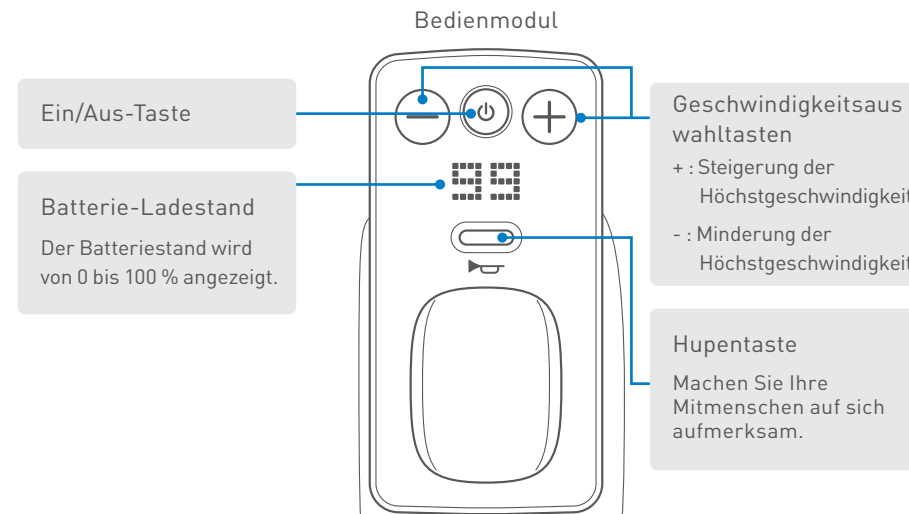 Bedienmodul
Ein/Aus-Taste
Batterie-Ladestand
Der Batteriestand wird
von 0 bis 100 % angezeigt.
99
Geschwindigkeitsaus
wahltasten
+ : Steigerung der
Höchstgeschwindigkeit
- : Minderung der
Höchstgeschwindigkeit
Hupentaste
Machen Sie Ihre
Mitmenschen auf sich
aufmerksam.